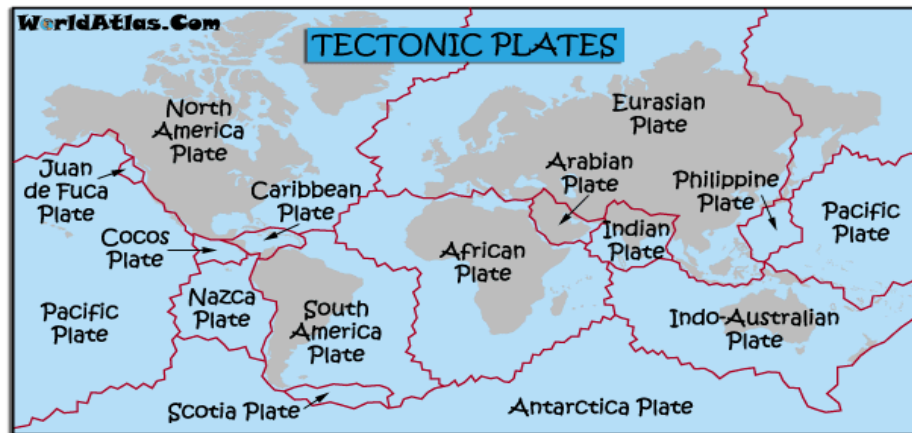 WorldAtlas.Com
TECTONIC PLATES
North
America
Plate
Eurasian
Plate
Juan
de Fuca
Plate
Caribbean
Plate
Arabian
Plate
Philippine
Plate
Pacific
Plate
Cocos
Plate
African
Plate
Indian
Plate
Pacific
Plate
Nazca
Plate
South
America
Plate
Indo-Australian
Plate
Scotia Plate
Antarctica Plate